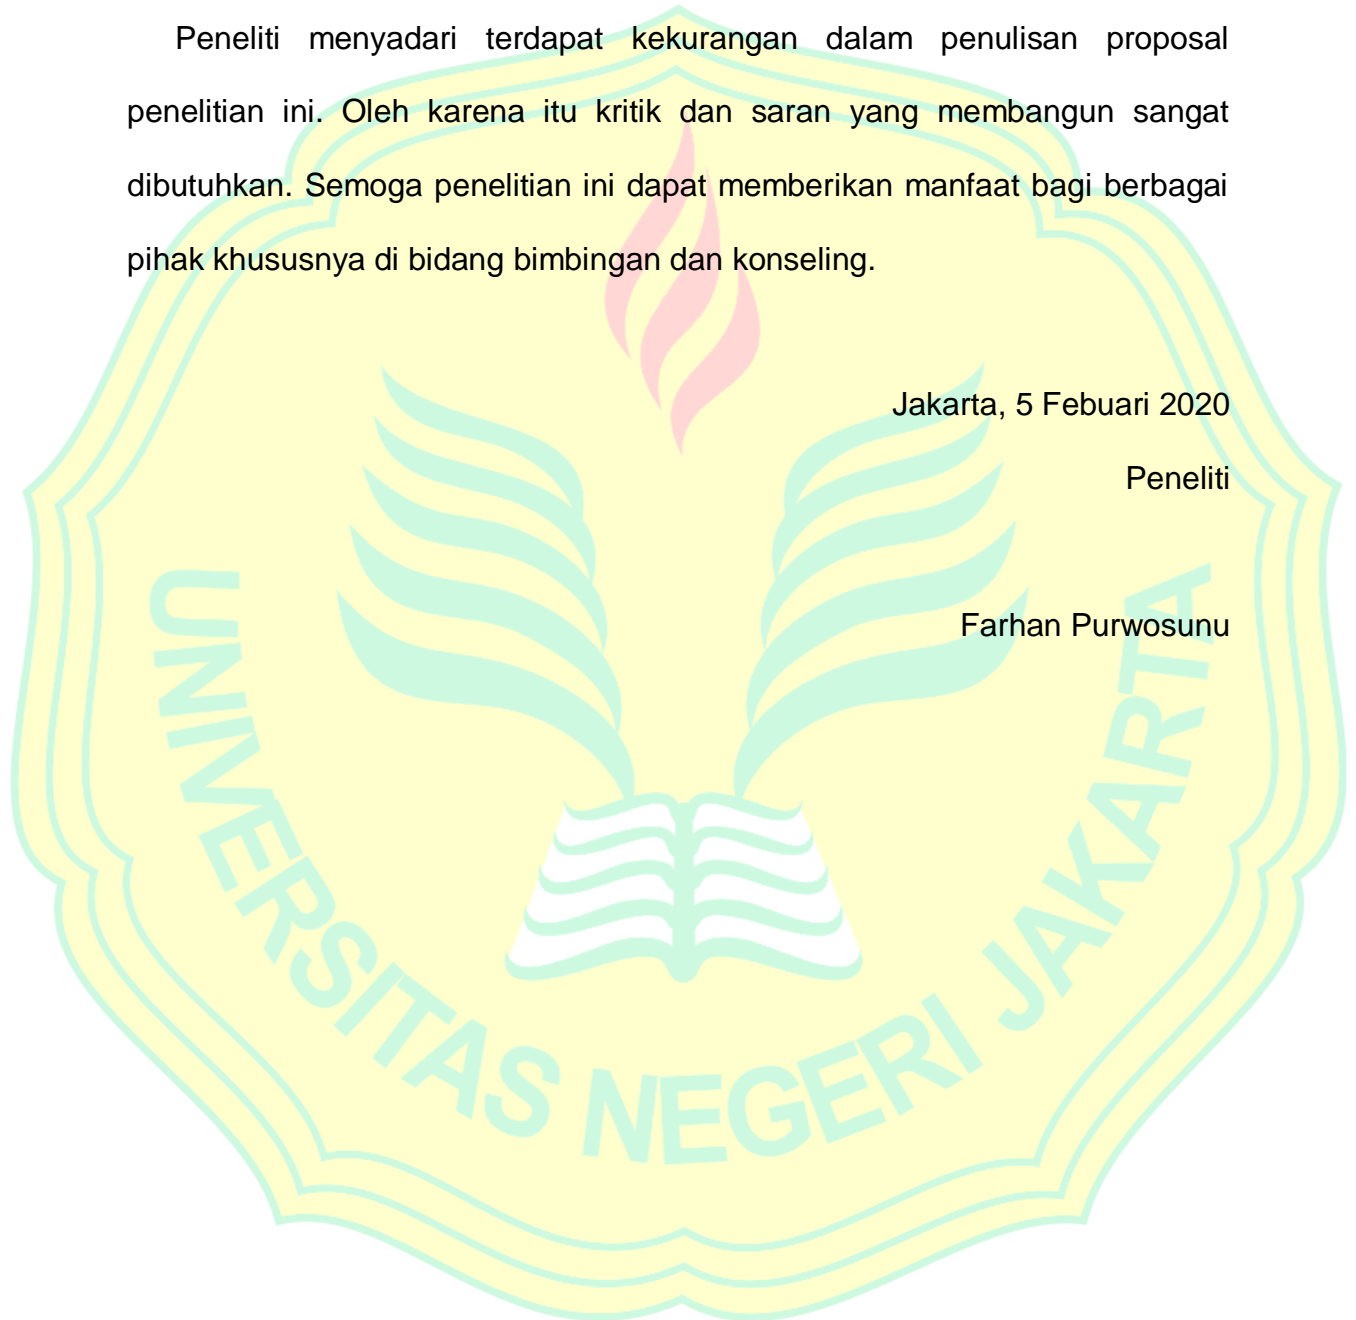 Peneliti menyadari terdapat kekurangan dalam penulisan proposal
penelitian ini. Oleh karena itu kritik dan saran yang membangun sangat
dibutuhkan. Semoga penelitian ini dapat memberikan manfaat bagi berbagai
pihak khususnya di bidang bimbingan dan konseling.
Jakarta, 5 Febuari 2020
Peneliti
Farhan Purwosunu
UNIVERSITAS NEGERI JAKARTA